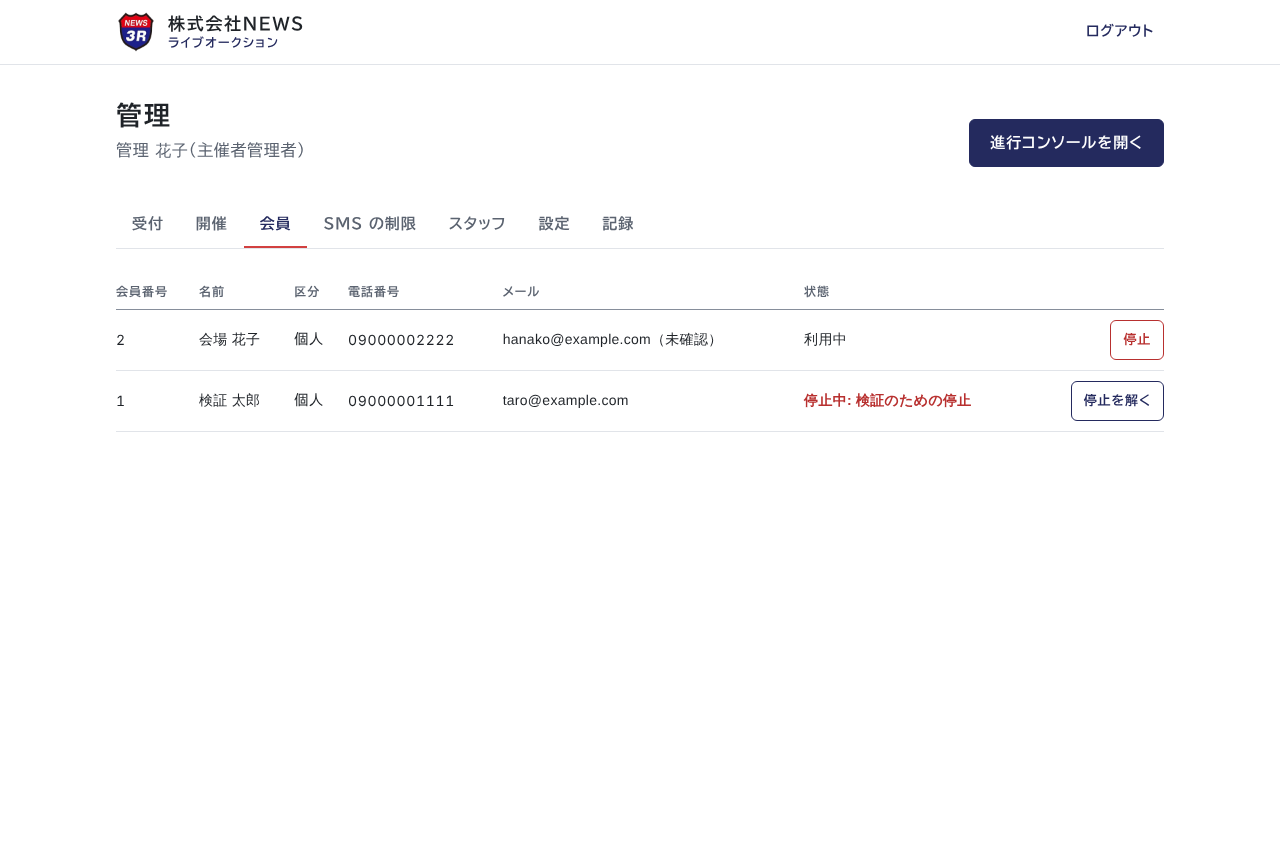 NEWS
3R
株式会社NEWS
ライブオークション
ログアウト
管理
管理 花子（主催者管理者）
進行コンソールを開く
受付 開催 会員 SMS の制限 スタッフ 設定 記録
会員番号 名前 区分 電話番号 メール 状態
2 会場 花子 個人 09000002222 hanako@example.com（未確認） 利用中 停止
1 検証 太郎 個人 09000001111 taro@example.com 停止中: 検証のための停止 停止を解く